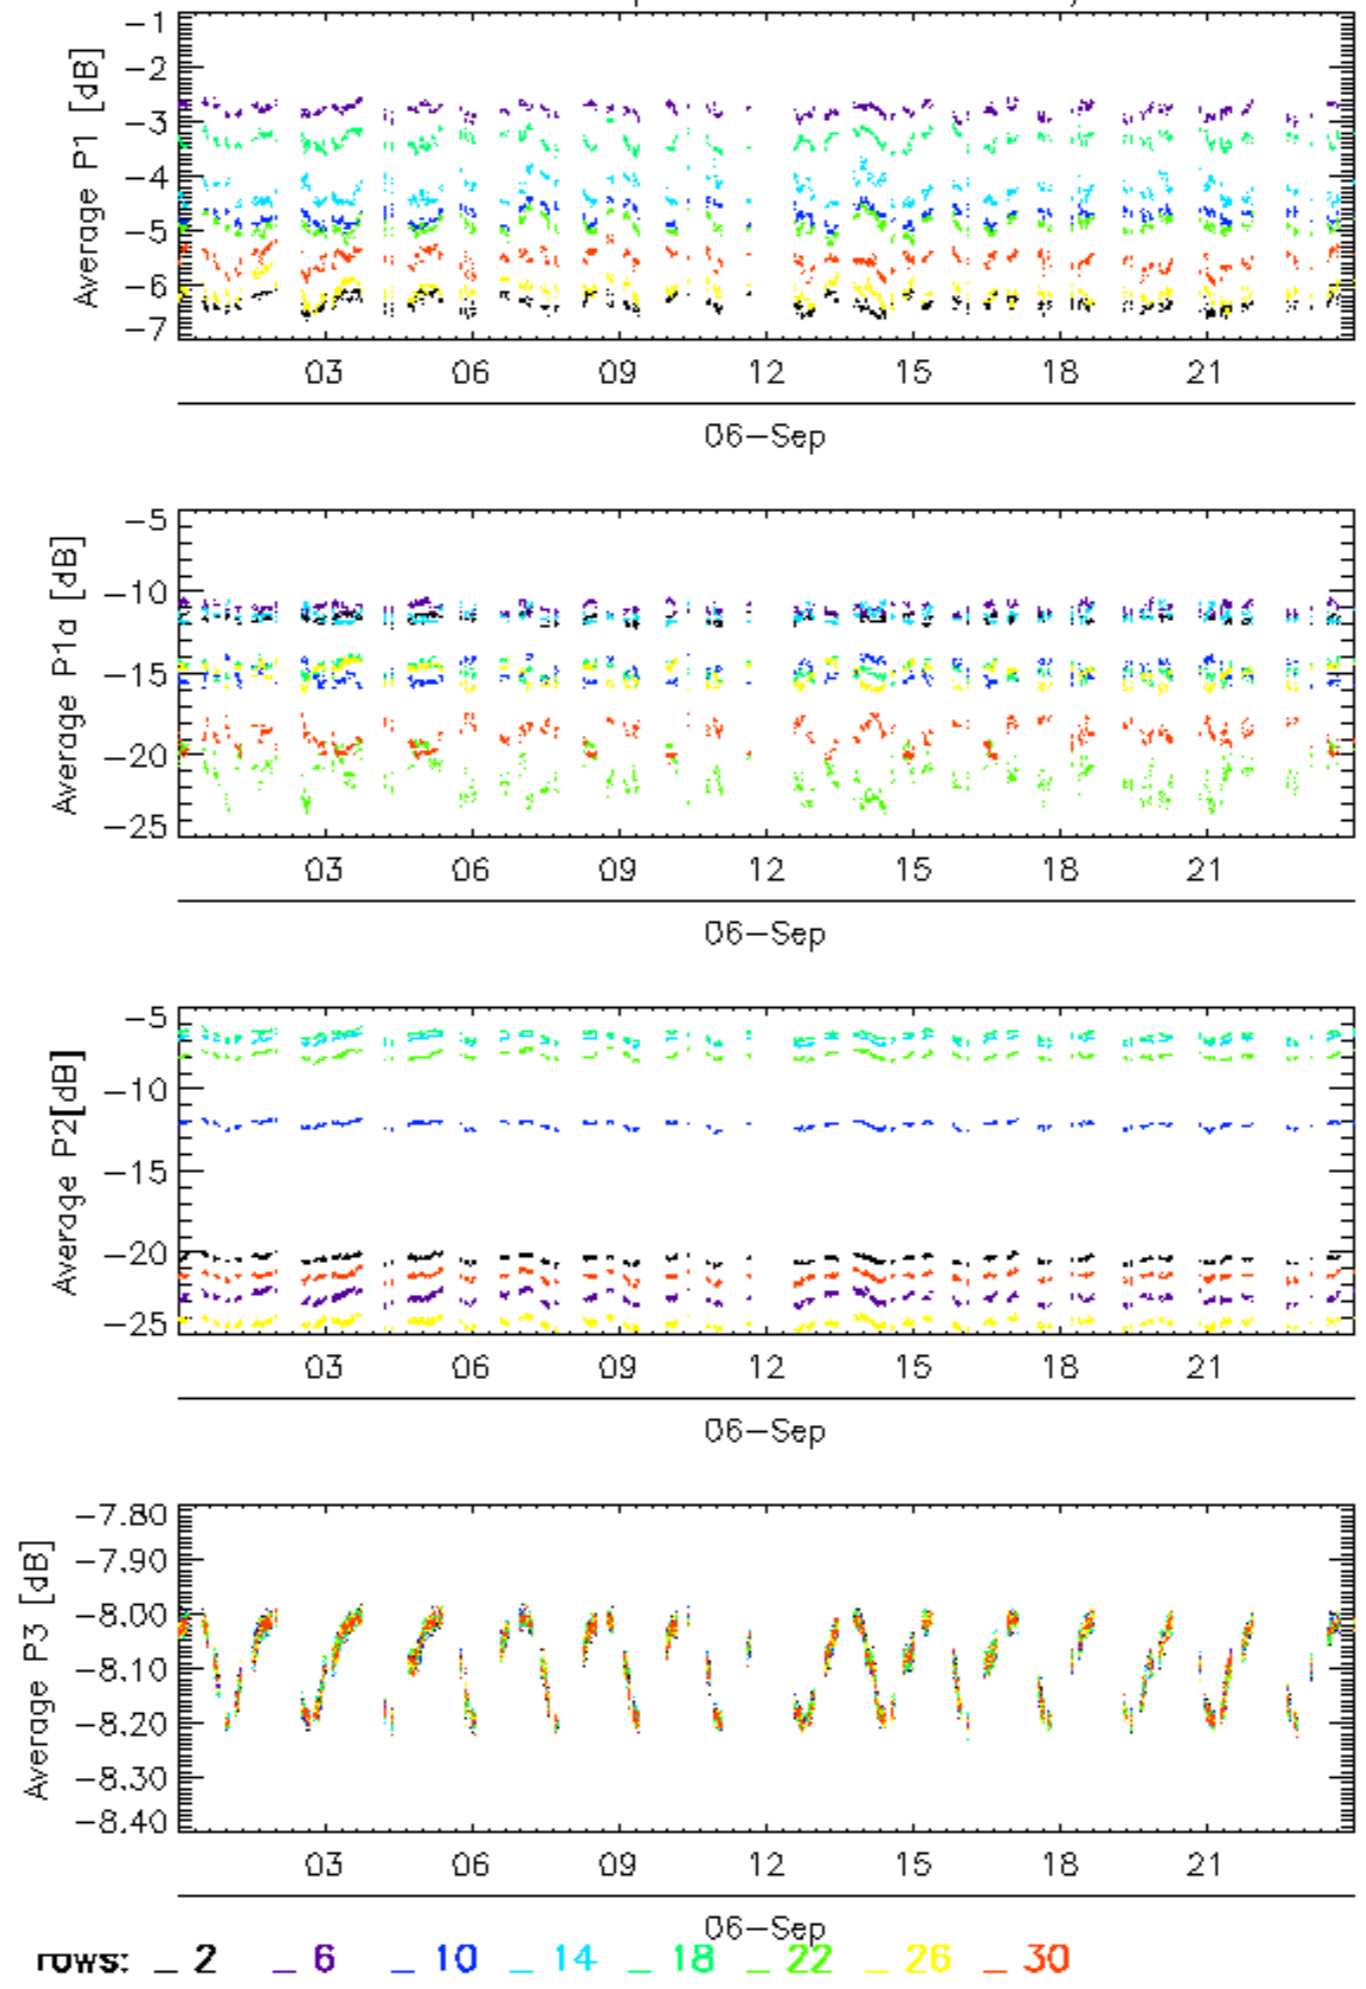 Average P1 [dB]
-1
-2
-3
-4
-5
-6
-7
03 06 09 12 15 18 21
06-Sep
Average P1a [dB]
-5
-10
-15
-20
-25
03 06 09 12 15 18 21
06-Sep
Average P2[dB]
-5
-10
-15
-20
-25
03 06 09 12 15 18 21
06-Sep
Average P3 [dB]
-7.80
-7.90
-8.00
-8.10
-8.20
-8.30
-8.40
03 06 09 12 15 18 21
06-Sep
rows: _ 2 _ 6 _ 10 _ 14 _ 18 _ 22 _ 26 _ 30